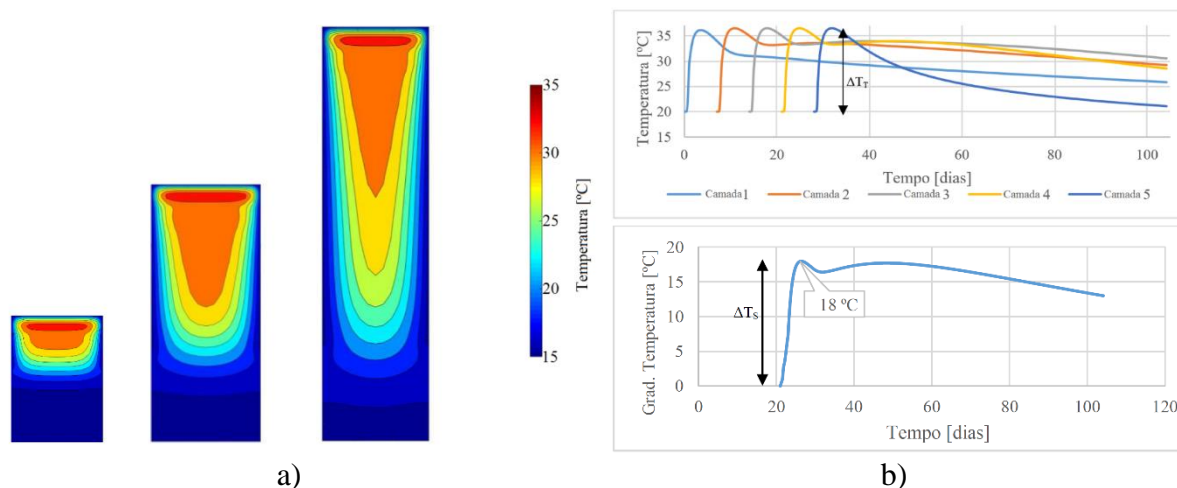 35
30
25
20
15
Temperatura [ºC]
a)
Temperatura [ºC]
35
30
25
20
15
ΔT_T
0 20 40 60 80 100
Tempo [dias]
Camada1 Camada 2 Camada 3 Camada 4 Camada 5
Grad. Temperatura [ºC]
20
15
10
5
0
ΔT_S
18 ºC
0 20 40 60 80 100 120
Tempo [dias]
b)